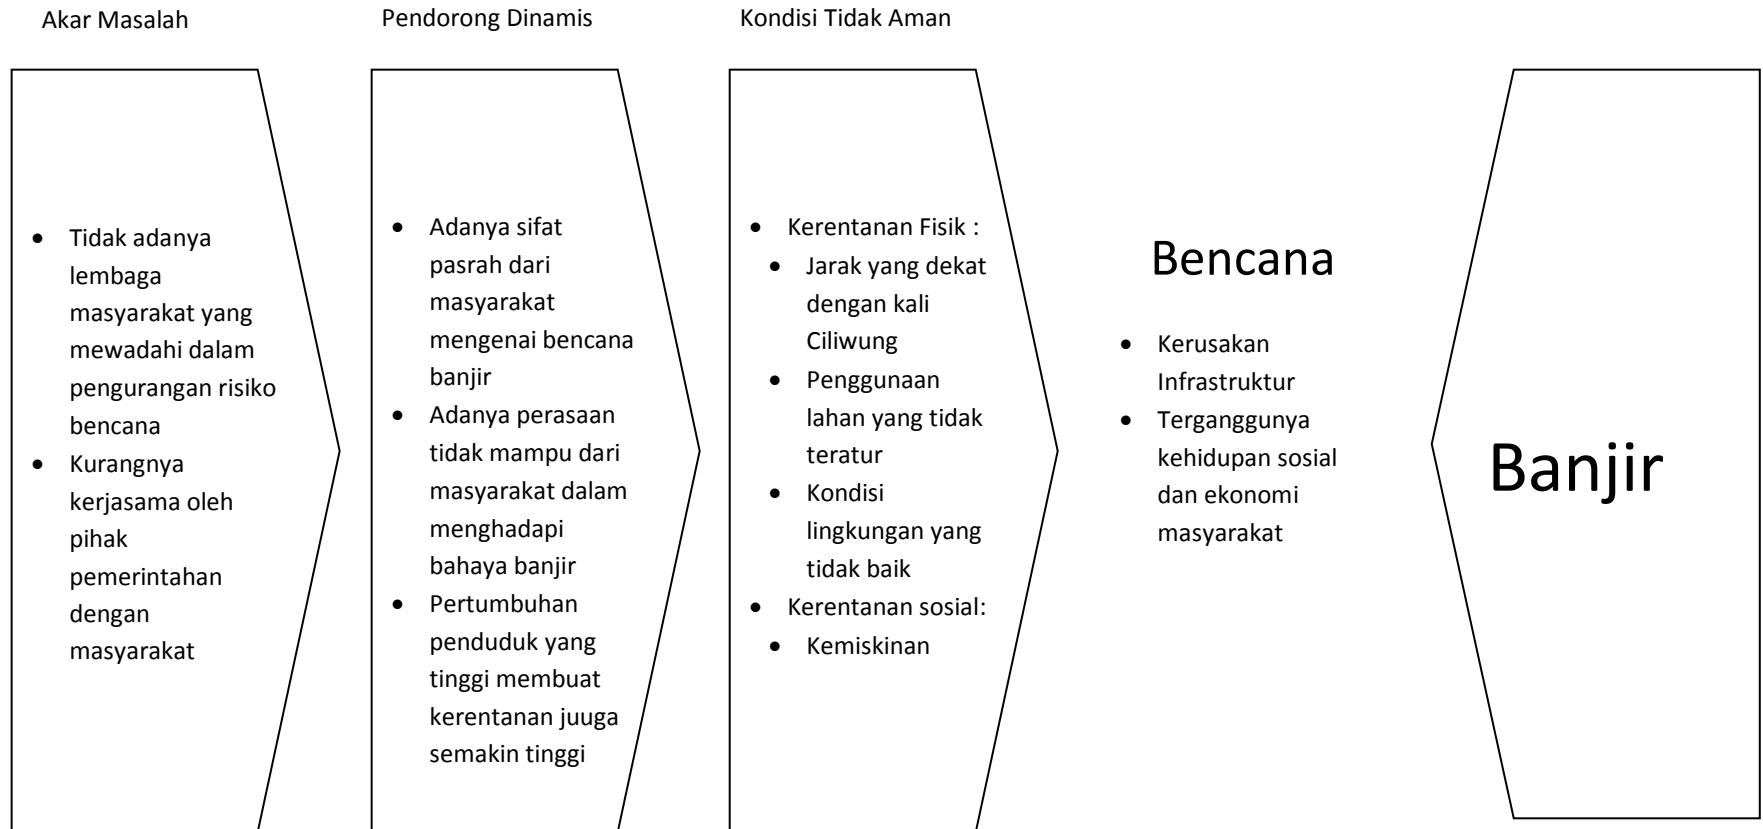 Akar Masalah
Pendorong Dinamis
Kondisi Tidak Aman
• Tidak adanya
lembaga
masyarakat yang
mewadahi dalam
pengurangan risiko
bencana
• Kurangnya
kerjasama oleh
pihak
pemerintahan
dengan
masyarakat
• Adanya sifat
pasrah dari
masyarakat
mengenai bencana
banjir
• Adanya perasaan
tidak mampu dari
masyarakat dalam
menghadapi
bahaya banjir
• Pertumbuhan
penduduk yang
tinggi membuat
kerentanan juuga
semakin tinggi
• Kerentanan Fisik :
• Jarak yang dekat
dengan kali
Ciliwung
• Penggunaan
lahan yang tidak
teratur
• Kondisi
lingkungan yang
tidak baik
• Kerentanan sosial:
• Kemiskinan
Bencana
• Kerusakan
Infrastruktur
• Terganggunya
kehidupan sosial
dan ekonomi
masyarakat
Banjir